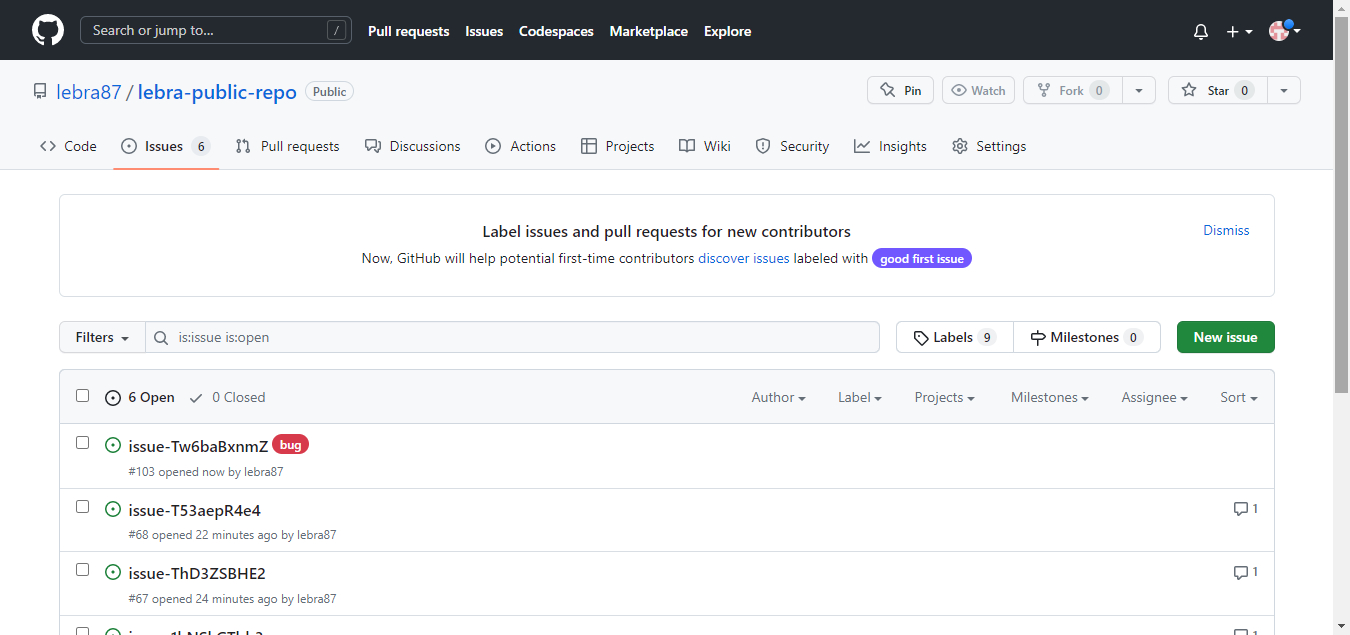 Search or jump to... / Pull requests Issues Codespaces Marketplace Explore
lebra87 / lebra-public-repo Public Pin Watch Fork 0 Star 0
Code Issues 6 Pull requests Discussions Actions Projects Wiki Security Insights Settings
Label issues and pull requests for new contributors Dismiss
Now, GitHub will help potential first-time contributors discover issues labeled with good first issue
Filters is:issue is:open Labels 9 Milestones 0 New issue
6 Open 0 Closed Author Label Projects Milestones Assignee Sort
issue-Tw6baBxnmZ bug
#103 opened now by lebra87
issue-T53aepR4e4 1
#68 opened 22 minutes ago by lebra87
issue-ThD3ZSBHE2 1
#67 opened 24 minutes ago by lebra87